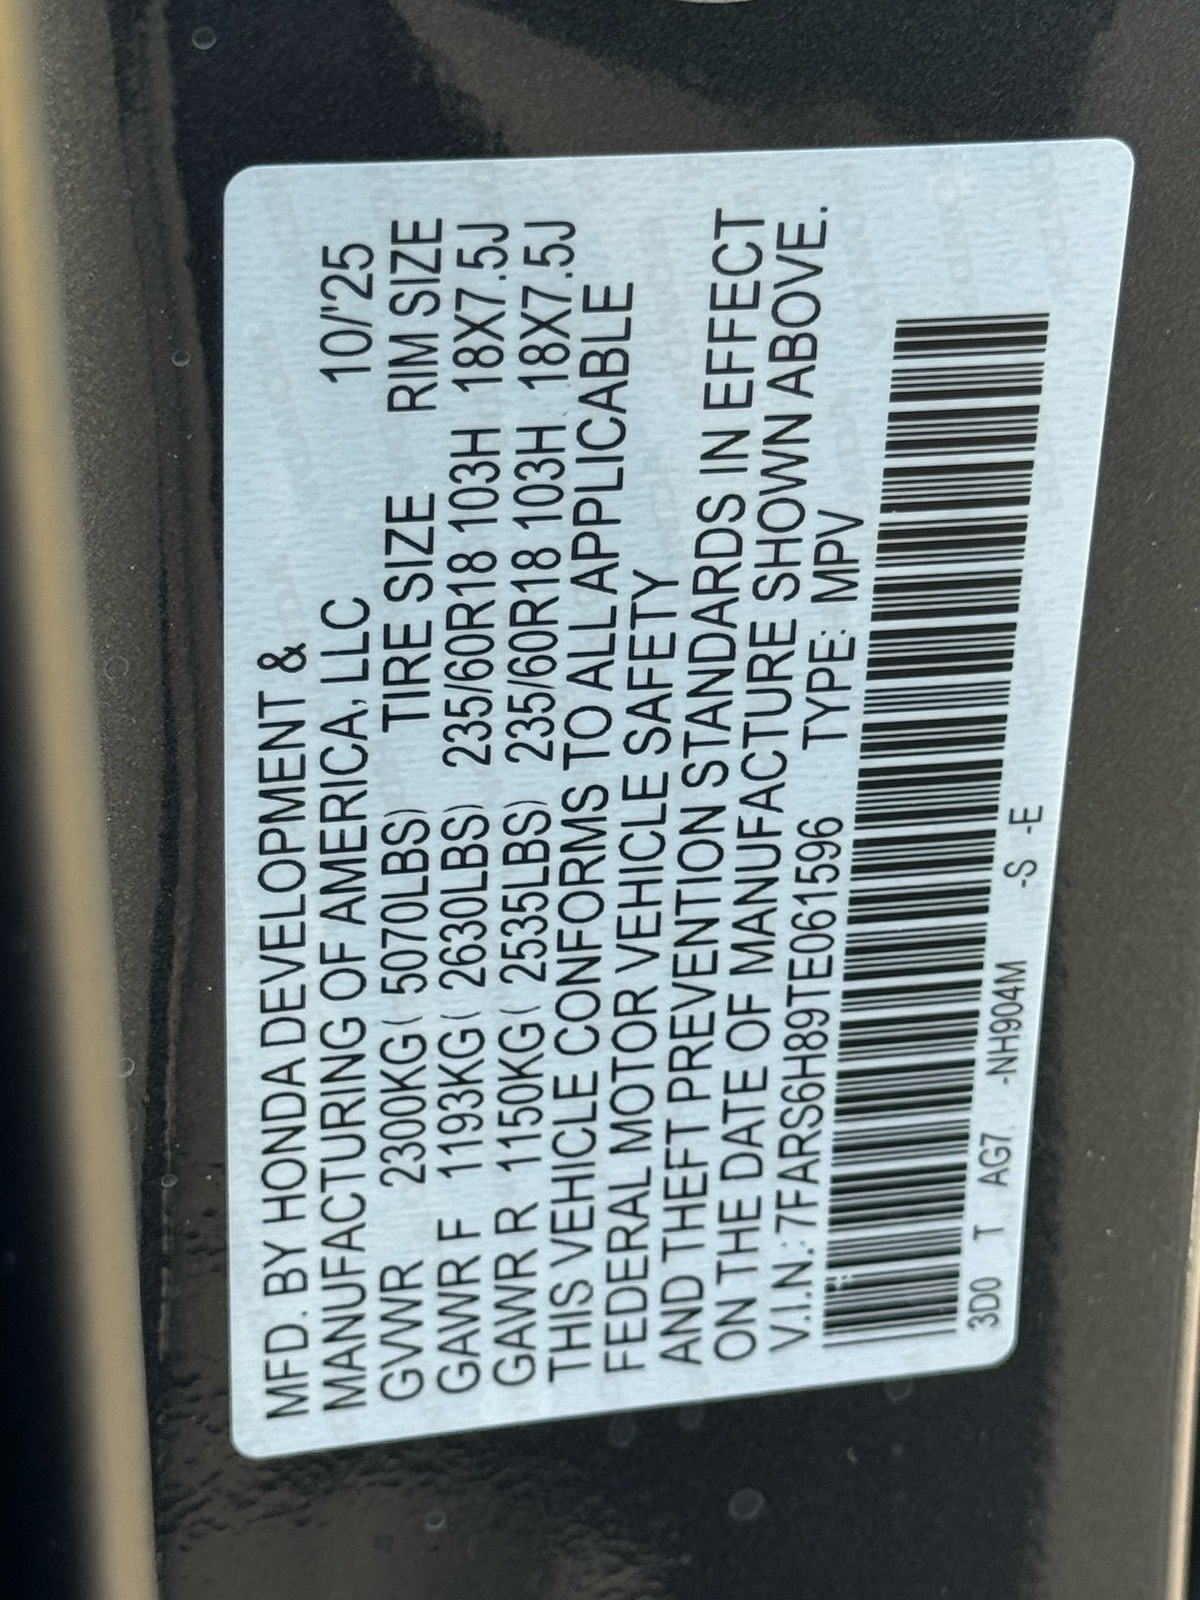 MFD. BY HONDA DEVELOPMENT &
MANUFACTURING OF AMERICA, LLC 10/'25
GVWR 2300KG( 5070LBS) TIRE SIZE RIM SIZE
GAWR F 1193KG( 2630LBS) 235/60R18 103H 18X7.5J
GAWR R 1150KG( 2535LBS) 235/60R18 103H 18X7.5J
THIS VEHICLE CONFORMS TO ALL APPLICABLE
FEDERAL MOTOR VEHICLE SAFETY
AND THEFT PREVENTION STANDARDS IN EFFECT
ON THE DATE OF MANUFACTURE SHOWN ABOVE.
V.I.N.: 7FARS6H89TE061596 TYPE: MPV
3D0 T AG7 -NH904M -S -E